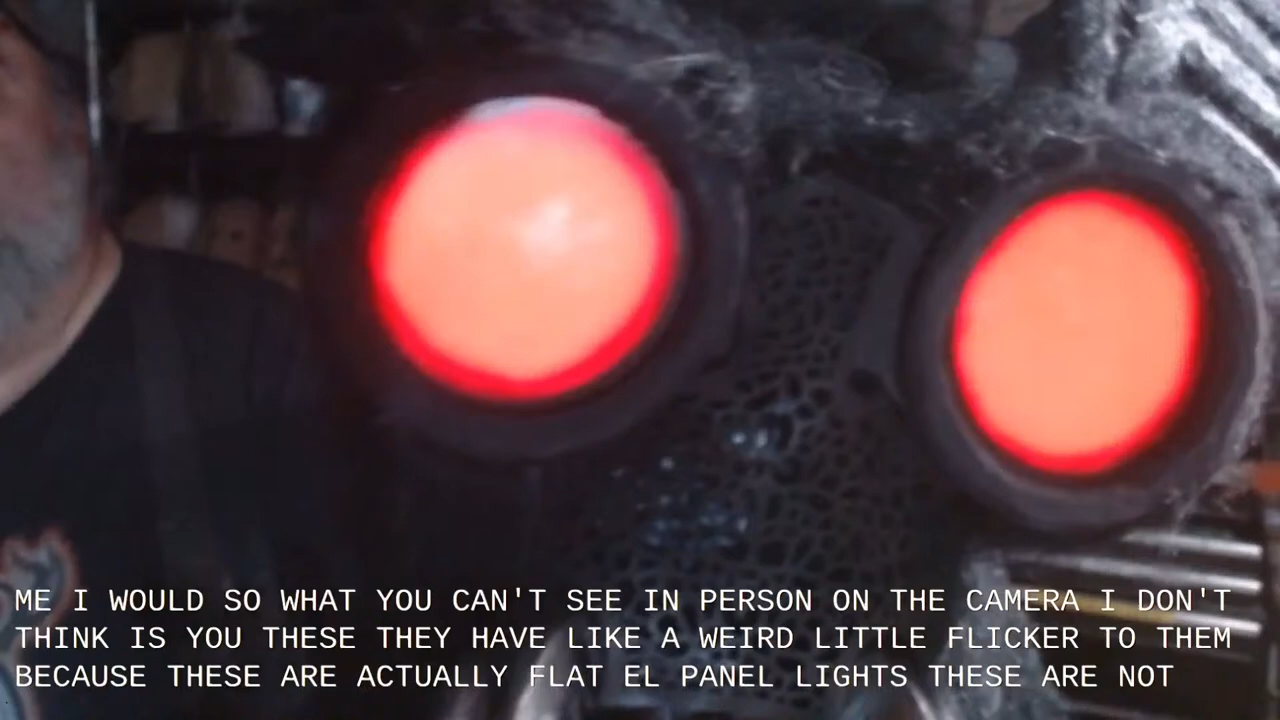 ME I WOULD SO WHAT YOU CAN'T SEE IN PERSON ON THE CAMERA I DON'T
THINK IS YOU THESE THEY HAVE LIKE A WEIRD LITTLE FLICKER TO THEM
BECAUSE THESE ARE ACTUALLY FLAT EL PANEL LIGHTS THESE ARE NOT